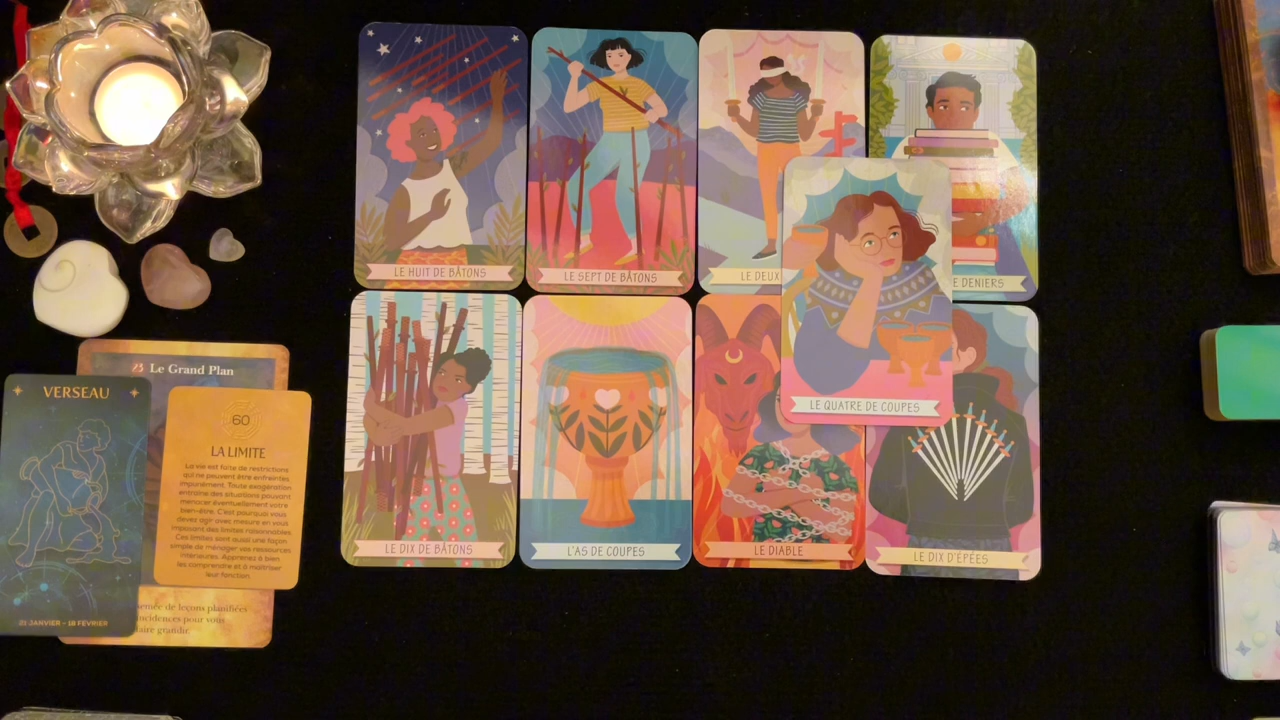 LE HUIT DE BÂTONS
LE SEPT DE BÂTONS
LE DEUX
E DENIERS
LE QUATRE DE COUPES
LE DIX DE BÂTONS
L'AS DE COUPES
LE DIABLE
LE DIX D'ÉPÉES
23 Le Grand Plan
VERSEAU
21 JANVIER - 18 FÉVRIER
60
LA LIMITE
La vie est faite de restrictions
qui ne peuvent être enfreintes
impunément. Toute exagération
entraîne des situations pouvant
menacer éventuellement votre
bien-être. C'est pourquoi vous
devez agir avec mesure en vous
imposant des limites raisonnables.
Ces limites sont aussi une façon
simple de ménager vos ressources
intérieures. Apprenez à bien
les comprendre et à maîtriser
leur fonction.
de leçons planifiées
pour vous
faire grandir.